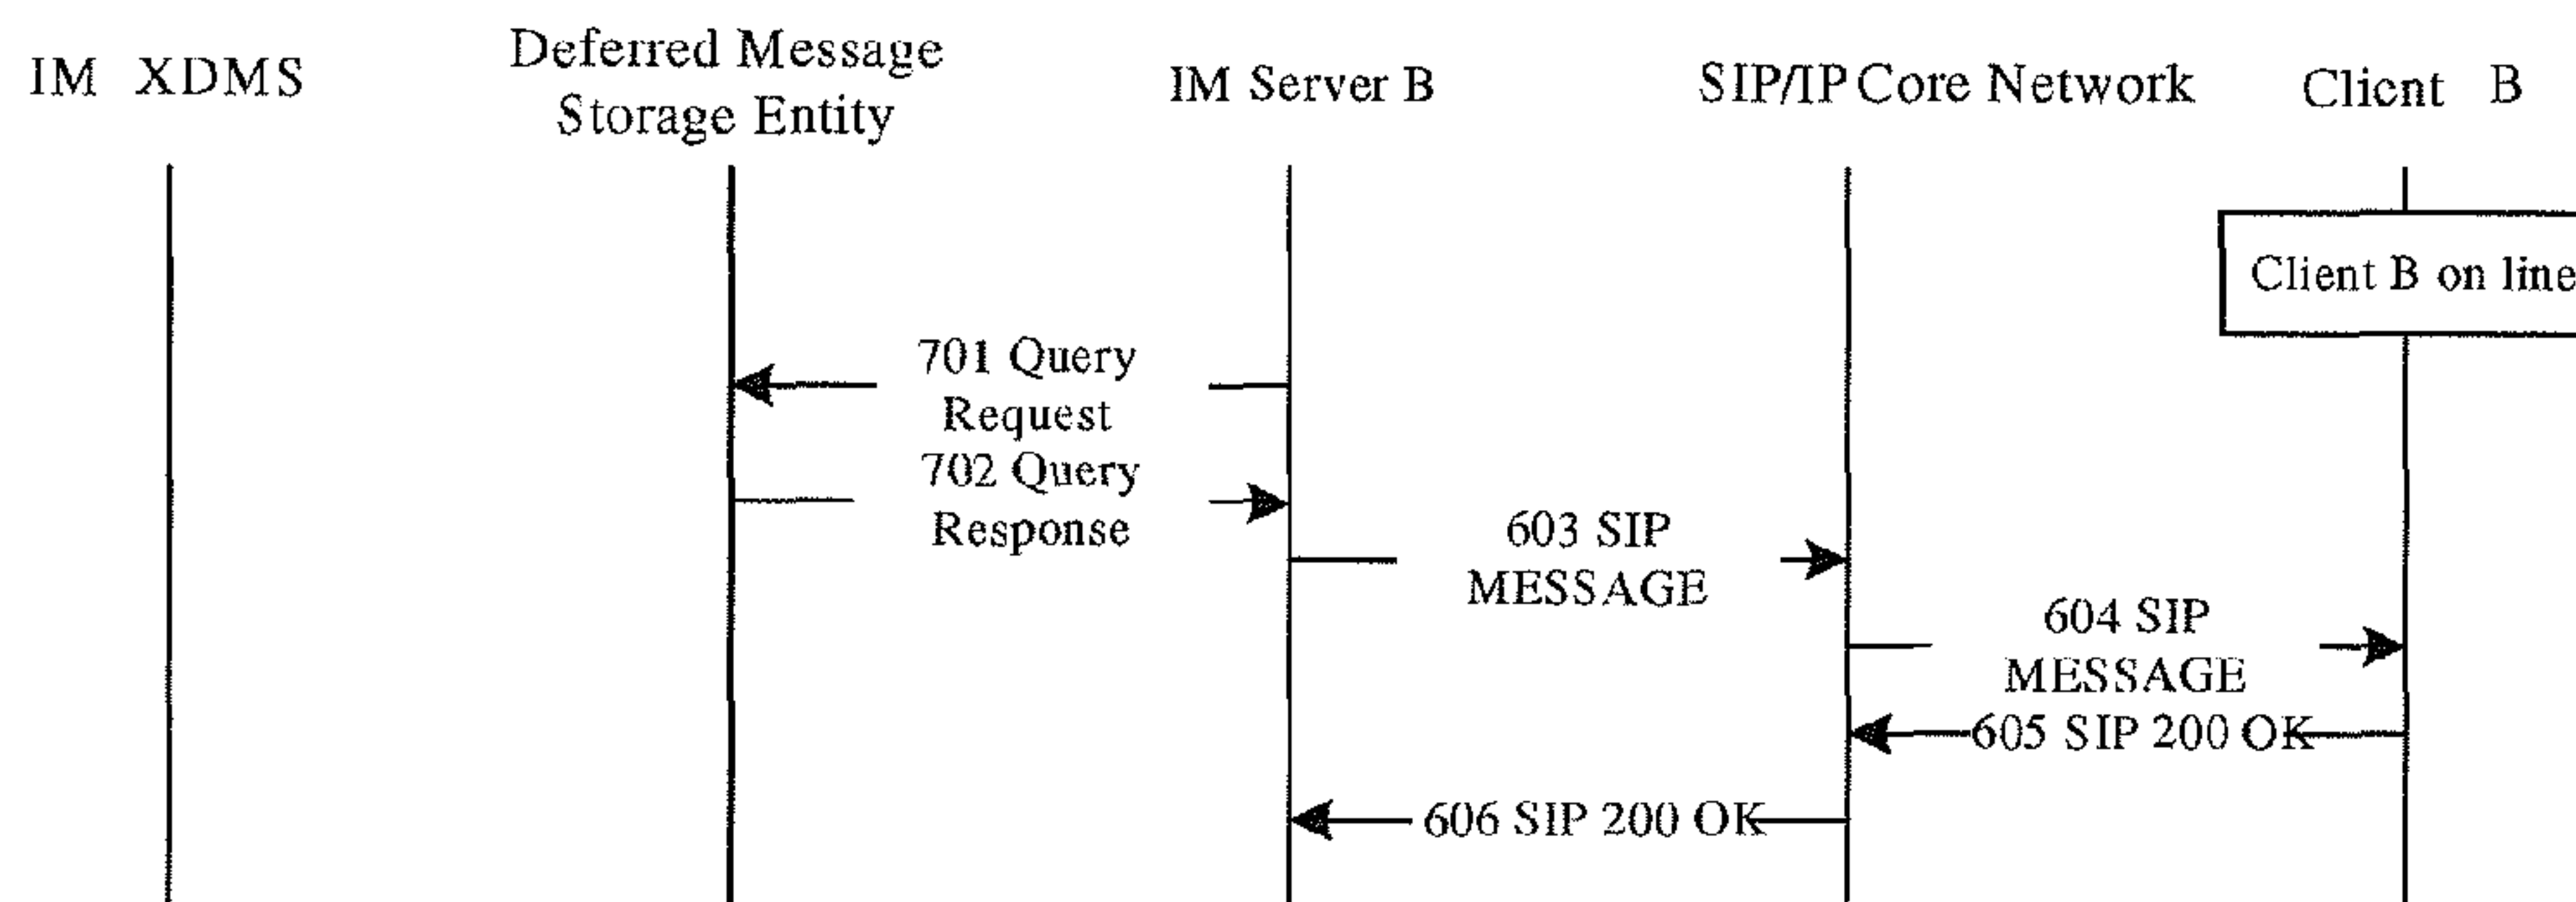 IM XDMS
Deferred Message
Storage Entity
IM Server B
SIP/IP Core Network
Client B
Client B on line
701 Query
Request
702 Query
Response
603 SIP
MESSAGE
604 SIP
MESSAGE
605 SIP 200 OK
606 SIP 200 OK